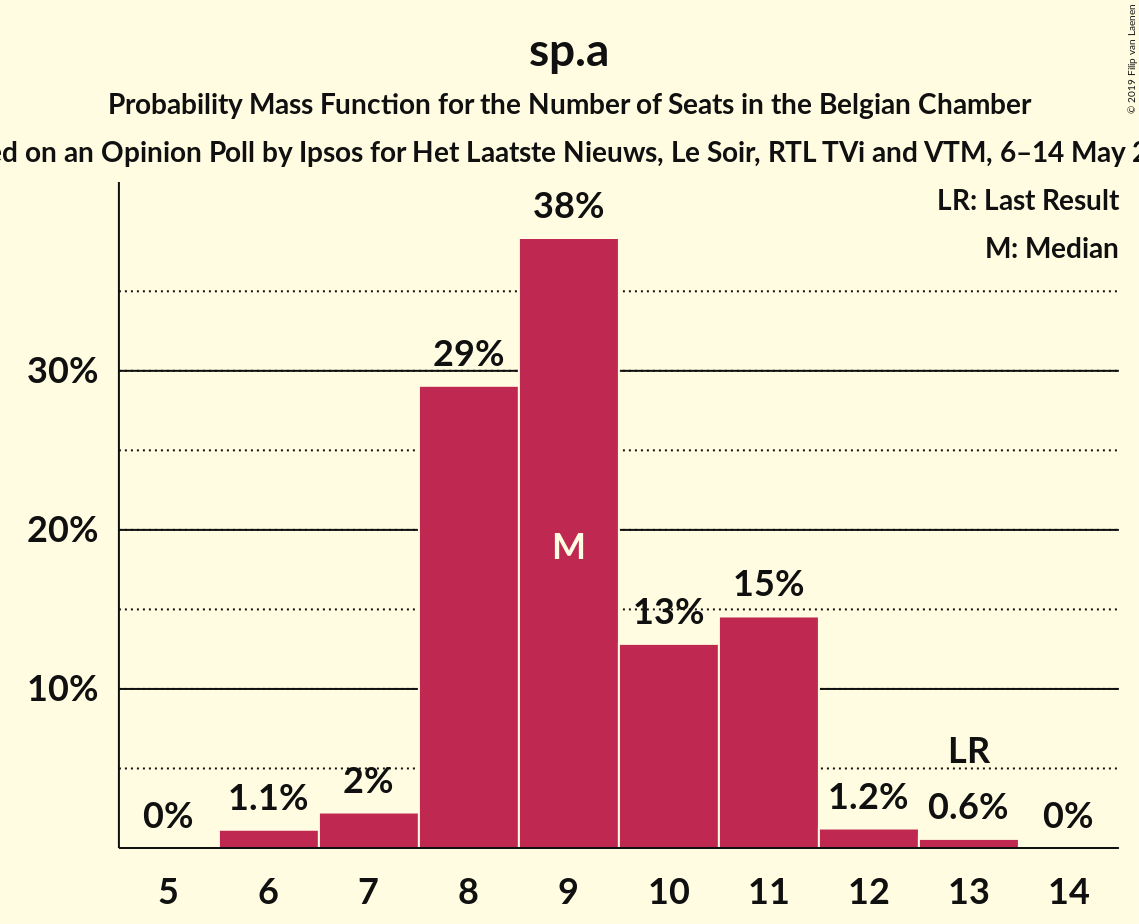 sp.a
Probability Mass Function for the Number of Seats in the Belgian Chamber
on an Opinion Poll by Ipsos for Het Laatste Nieuws, Le Soir, RTL TVi and VTM, 6–14 May
© 2019 Filip van Laenen
LR: Last Result
M: Median
38%
29%
30%
20%
M
15%
13%
10%
LR
2%
1.1%
1.2%
0.6%
0%
0%
5 6 7 8 9 10 11 12 13 14